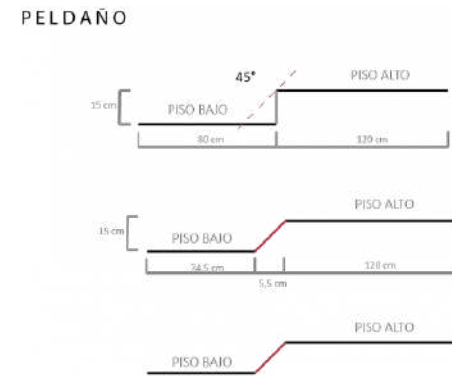 PELDAÑO
45°
PISO ALTO
15 cm
PISO BAJO
80 cm
120 cm
PISO ALTO
15 cm
PISO BAJO
74,5 cm
120 cm
5,5 cm
PISO ALTO
PISO BAJO